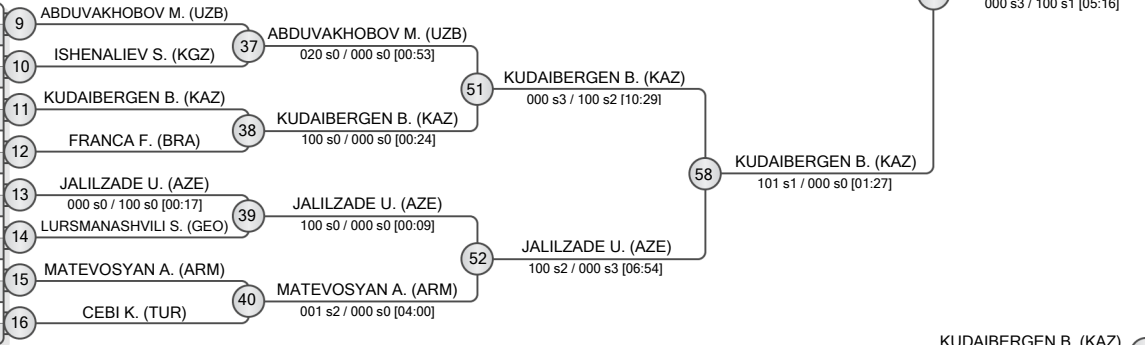 000 s3 / 100 s1 [05:16]
9
ABDUVAKHOBOV M. (UZB)
37
ABDUVAKHOBOV M. (UZB)
020 s0 / 000 s0 [00:53]
10
ISHENALIEV S. (KGZ)
51
KUDAIBERGEN B. (KAZ)
000 s3 / 100 s2 [10:29]
11
KUDAIBERGEN B. (KAZ)
38
KUDAIBERGEN B. (KAZ)
100 s0 / 000 s0 [00:24]
12
FRANCA F. (BRA)
58
KUDAIBERGEN B. (KAZ)
101 s1 / 000 s0 [01:27]
13
JALILZADE U. (AZE)
000 s0 / 100 s0 [00:17]
39
JALILZADE U. (AZE)
100 s0 / 000 s0 [00:09]
14
LURSMANASHVILI S. (GEO)
52
JALILZADE U. (AZE)
100 s2 / 000 s3 [06:54]
15
MATEVOSYAN A. (ARM)
40
MATEVOSYAN A. (ARM)
001 s2 / 000 s0 [04:00]
16
CEBI K. (TUR)
KUDAIBERGEN B. (KAZ)